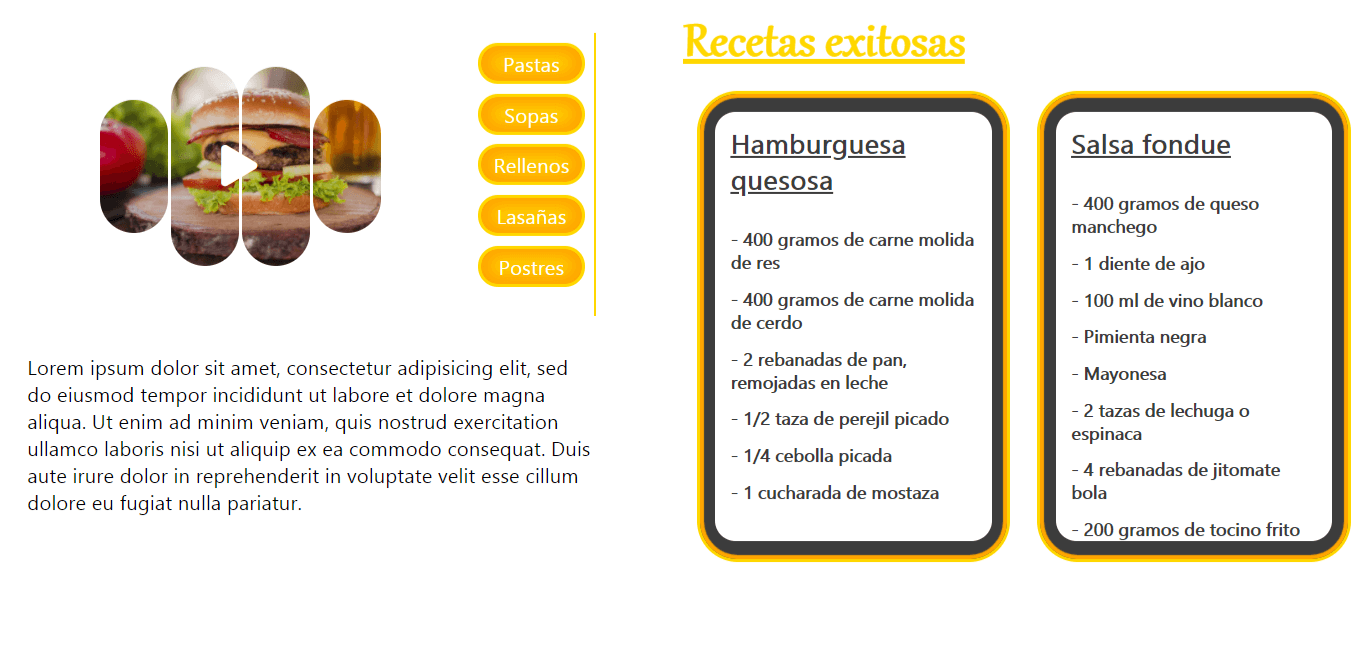 Pastas
Sopas
Rellenos
Lasañas
Postres
Lorem ipsum dolor sit amet, consectetur adipisicing elit, sed
do eiusmod tempor incididunt ut labore et dolore magna
aliqua. Ut enim ad minim veniam, quis nostrud exercitation
ullamco laboris nisi ut aliquip ex ea commodo consequat. Duis
aute irure dolor in reprehenderit in voluptate velit esse cillum
dolore eu fugiat nulla pariatur.
Recetas exitosas
Hamburguesa
quesosa
- 400 gramos de carne molida
de res
- 400 gramos de carne molida
de cerdo
- 2 rebanadas de pan,
remojadas en leche
- 1/2 taza de perejil picado
- 1/4 cebolla picada
- 1 cucharada de mostaza
Salsa fondue
- 400 gramos de queso
manchego
- 1 diente de ajo
- 100 ml de vino blanco
- Pimienta negra
- Mayonesa
- 2 tazas de lechuga o
espinaca
- 4 rebanadas de jitomate
bola
- 200 gramos de tocino frito